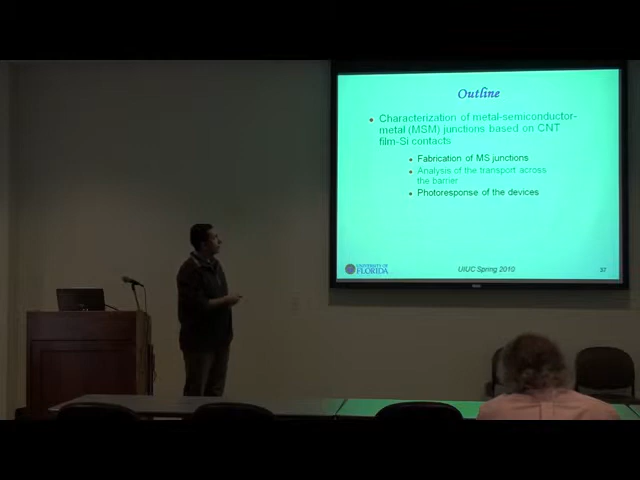 Outline
Characterization of metal-semiconductor-
metal (MSM) junctions based on CNT
film-Si contacts
Fabrication of MS junctions
Analysis of the transport across
the barrier
Photoresponse of the devices
UNIVERSITY OF
FLORIDA
UIUC Spring 2010
37